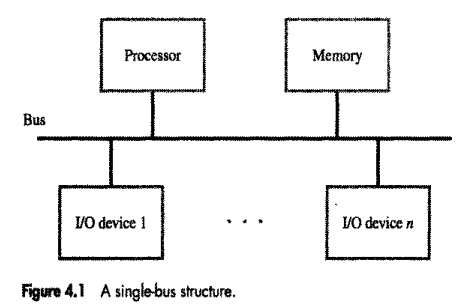 Processor
Memory
Bus
I/O device 1
. . .
I/O device n
Figure 4.1 A single-bus structure.